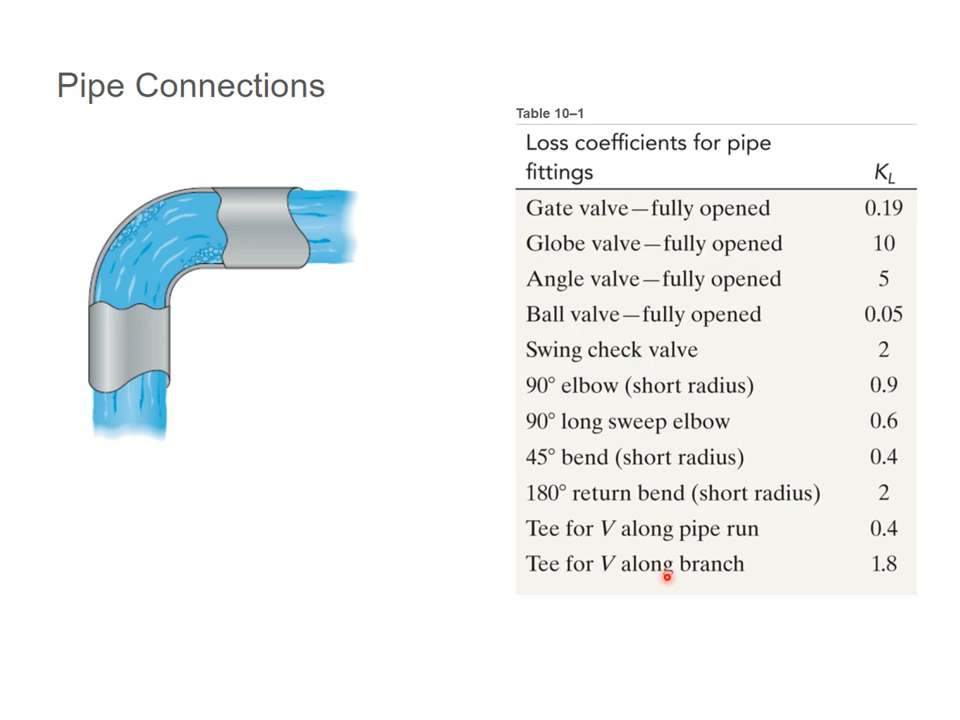 Pipe Connections
Table 10–1
Loss coefficients for pipe
fittings K_L
Gate valve—fully opened 0.19
Globe valve—fully opened 10
Angle valve—fully opened 5
Ball valve—fully opened 0.05
Swing check valve 2
90° elbow (short radius) 0.9
90° long sweep elbow 0.6
45° bend (short radius) 0.4
180° return bend (short radius) 2
Tee for V along pipe run 0.4
Tee for V along branch 1.8